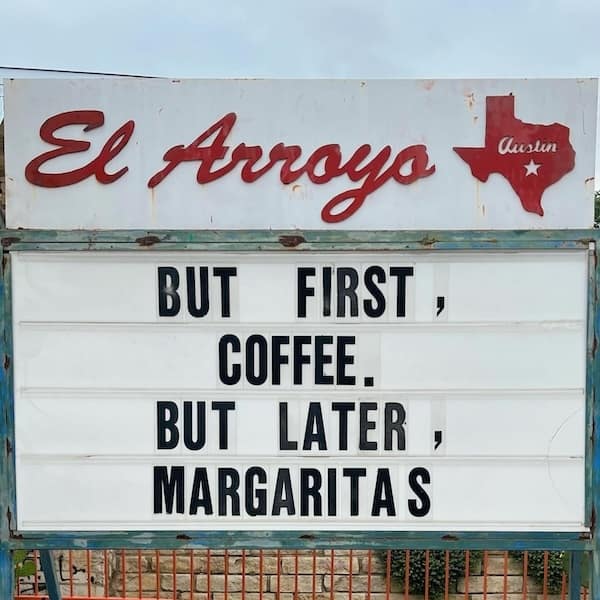 El Arroyo
Austin
BUT FIRST,
COFFEE.
BUT LATER,
MARGARITAS